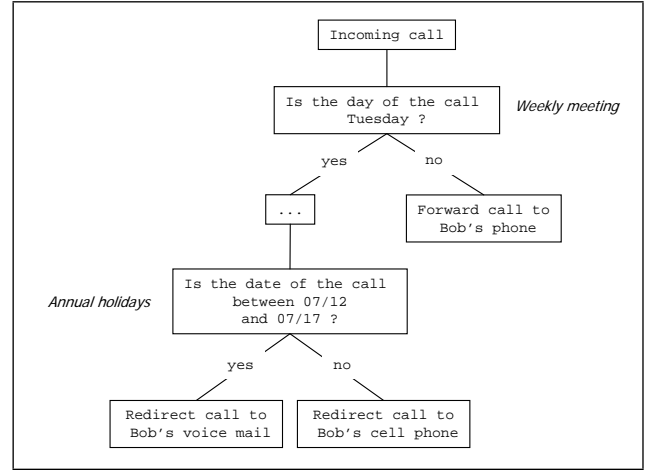 Incoming call
Is the day of the call
Tuesday ?
Weekly meeting
yes
no
...
Forward call to
Bob's phone
Annual holidays
Is the date of the call
between 07/12
and 07/17 ?
yes
no
Redirect call to
Bob's voice mail
Redirect call to
Bob's cell phone